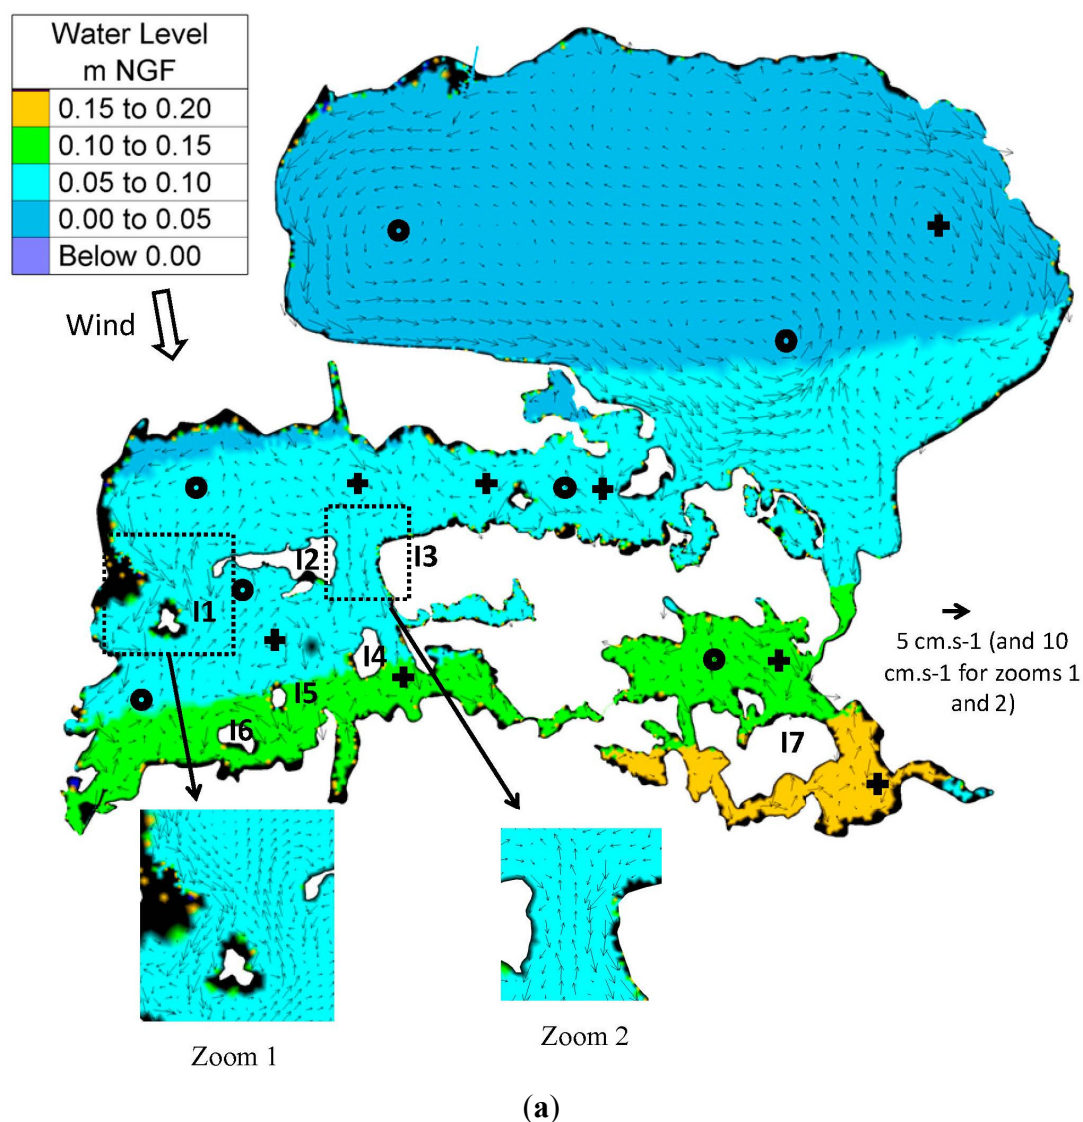 Water Level
m NGF
0.15 to 0.20
0.10 to 0.15
0.05 to 0.10
0.00 to 0.05
Below 0.00
Wind
I2
I3
I1
I4
I5
I6
I7
5 cm.s-1 (and 10
cm.s-1 for zooms 1
and 2)
Zoom 1
Zoom 2
(a)